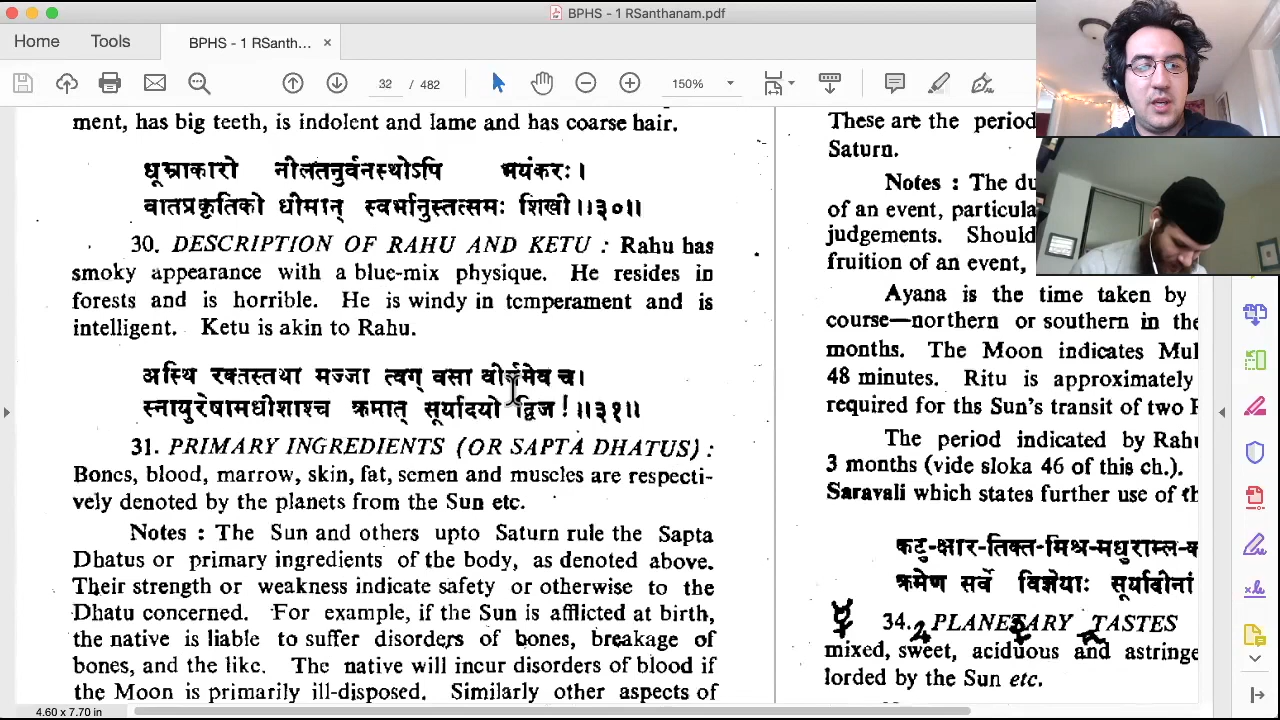 BPHS - 1 RSanthanam.pdf
Home
Tools
BPHS - 1 RSanth...
32 / 482
150%
ment, has big teeth, is indolent and lame and has coarse hair.
धूम्राकारो नीलतनुर्वनस्थोऽपि भयंकरः।
वातप्रकृतिको धीमान् स्वर्भानुस्तत्समः शिखी।।३०।।
30. DESCRIPTION OF RAHU AND KETU : Rahu has
smoky appearance with a blue-mix physique. He resides in
forests and is horrible. He is windy in temperament and is
intelligent. Ketu is akin to Rahu.
अस्थि रक्तस्तथा मज्जा त्वग् वसा वीर्यमेव च।
स्नायुरेषामधीशाश्च क्रमात् सूर्यादयो द्विज!।।३१।।
31. PRIMARY INGREDIENTS (OR SAPTA DHATUS) :
Bones, blood, marrow, skin, fat, semen and muscles are respecti-
vely denoted by the planets from the Sun etc.
Notes : The Sun and others upto Saturn rule the Sapta
Dhatus or primary ingredients of the body, as denoted above.
Their strength or weakness indicate safety or otherwise to the
Dhatu concerned. For example, if the Sun is afflicted at birth,
the native is liable to suffer disorders of bones, breakage of
bones, and the like. The native will incur disorders of blood if
the Moon is primarily ill-disposed. Similarly other aspects of
These are the period
Saturn.
Notes : The du
of an event, particula
judgements. Should
fruition of an event,
Ayana is the time taken by
course—northern or southern in the
months. The Moon indicates Mu
48 minutes. Ritu is approximately
required for ths Sun's transit of two
The period indicated by Rahu
3 months (vide sloka 46 of this ch.).
Saravali which states further use of th
कटु-क्षार-तिक्त-मिश्र-मधुराम्ल-क
क्रमेण सर्वे विज्ञेयाः सूर्यादीनां
34. PLANETARY TASTES
mixed, sweet, aciduous and astringe
lorded by the Sun etc.
4.60 x 7.70 in